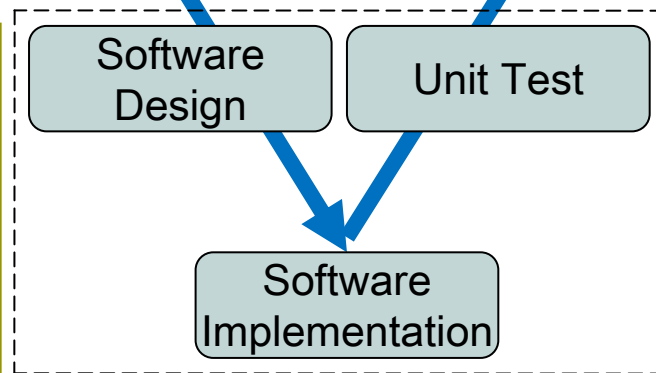 Software
Design
Unit Test
Software
Implementation